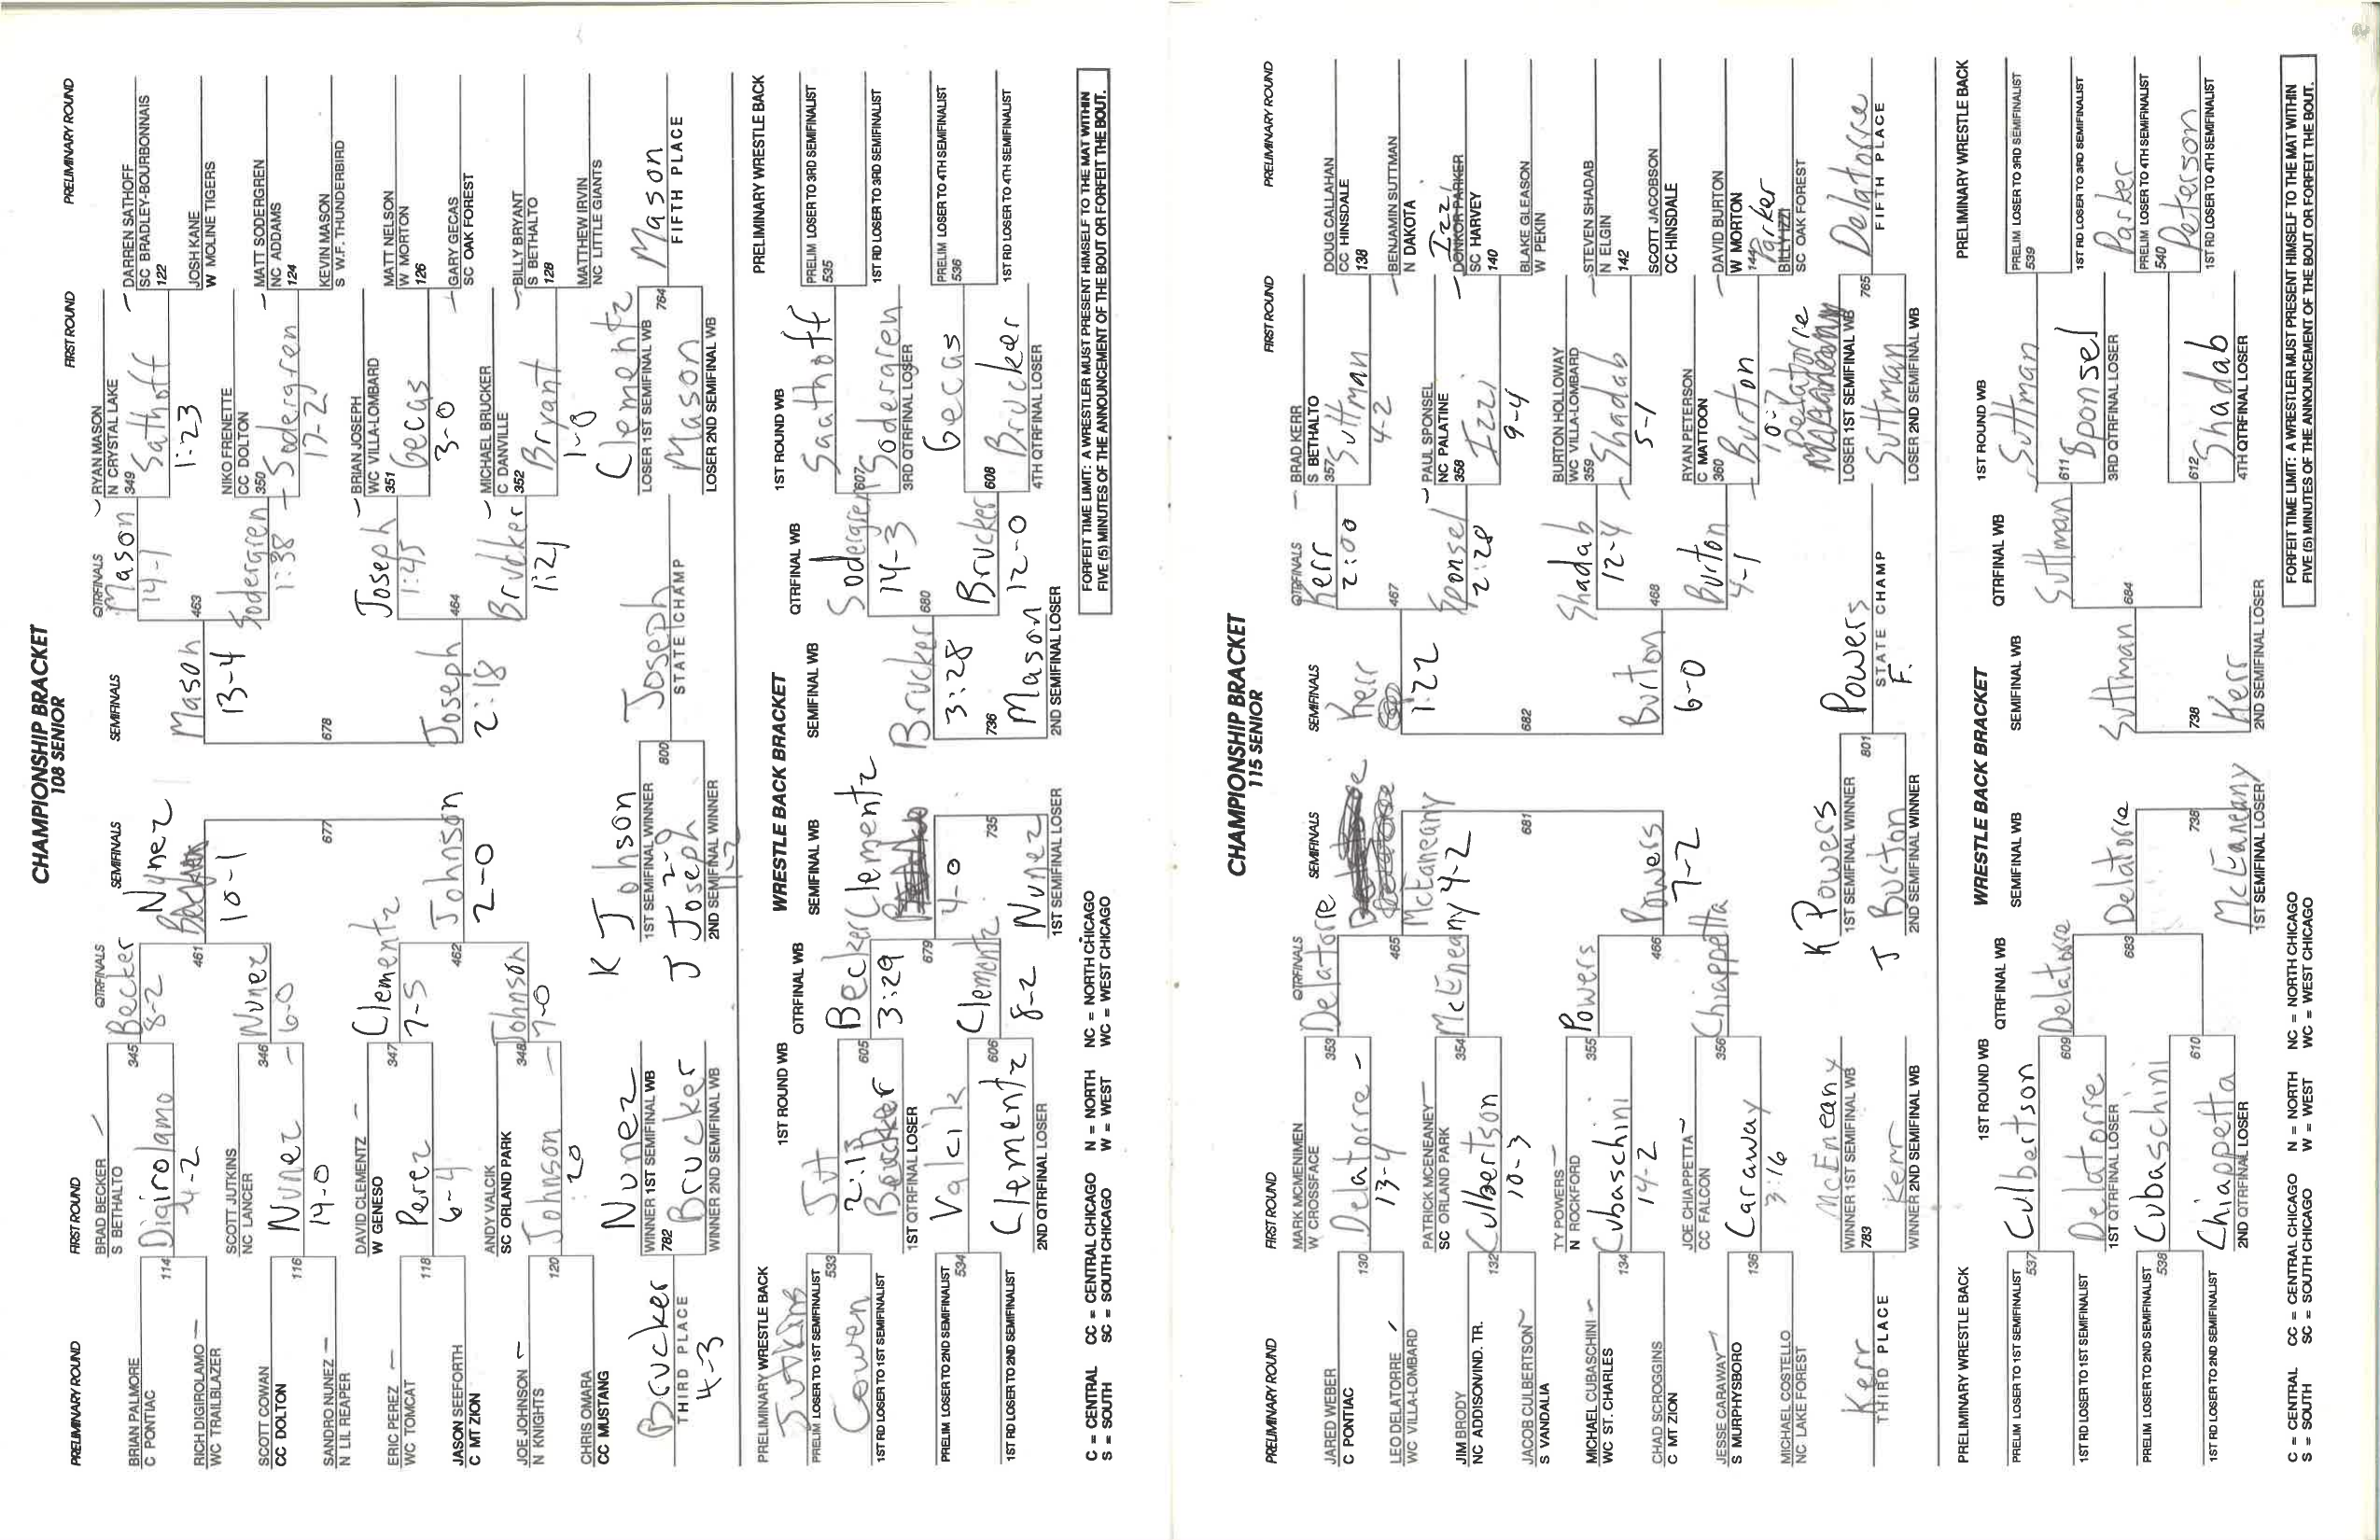 CHAMPIONSHIP BRACKET
108 SENIOR
PRELIMINARY ROUND
FIRST ROUND
QTRFINALS
SEMIFINALS
SEMIFINALS
QTRFINALS
FIRST ROUND
PRELIMINARY ROUND
BRAD BECKER
S BETHALTO
BRIAN PALMORE
C PONTIAC
114
Digirolamo
4-2
RICH DIGIROLAMO
WC TRAILBLAZER
345
Becker
8-2
SCOTT JUTKINS
NC LANCER
SCOTT COWAN
CC DOLTON
116
Nunez
19-0
SANDRO NUNEZ
N LIL REAPER
346
Nunez
6-0
461
Nunez
10-1
DAVID CLEMENTZ
W GENESO
ERIC PEREZ
WC TOMCAT
118
Perez
6-4
JASON SEEFORTH
C MT ZION
347
Clementz
7-5
ANDY VALCIK
SC ORLAND PARK
JOE JOHNSON
N KNIGHTS
120
Johnson
:20
CHRIS OMARA
CC MUSTANG
348
Johnson
7-0
462
Johnson
2-0
677
RYAN MASON
N CRYSTAL LAKE
349
DARREN SATHOFF
SC BRADLEY-BOURBONNAIS
122
Sathoff
1:23
JOSH KANE
W MOLINE TIGERS
Mason
14-1
NIKO FRENETTE
CC DOLTON
350
MATT SODERGREN
NC ADDAMS
124
Sodergren
17-2
KEVIN MASON
S W.F. THUNDERBIRD
Sodergren
1:38
463
Mason
13-4
BRIAN JOSEPH
WC VILLA-LOMBARD
351
MATT NELSON
W MORTON
126
Gecas
3-0
GARY GECAS
SC OAK FOREST
Joseph
1:45
MICHAEL BRUCKER
C DANVILLE
352
BILLY BRYANT
S BETHALTO
128
Bryant
1-0
MATTHEW IRVIN
NC LITTLE GIANTS
Brucker
1:21
464
Joseph
2:18
678
Brucker
THIRD PLACE
4-3
Nunez
WINNER 1ST SEMIFINAL WB
782
Brucker
WINNER 2ND SEMIFINAL WB
K Johnson
1ST SEMIFINAL WINNER
800
2-9
J Joseph
2ND SEMIFINAL WINNER
Joseph
STATE CHAMP
Clementz
LOSER 1ST SEMIFINAL WB
764
Mason
LOSER 2ND SEMIFINAL WB
Mason
FIFTH PLACE
WRESTLE BACK BRACKET
PRELIMINARY WRESTLE BACK
1ST ROUND WB
QTRFINAL WB
SEMIFINAL WB
SEMIFINAL WB
QTRFINAL WB
1ST ROUND WB
PRELIMINARY WRESTLE BACK
Jutkins
PRELIM LOSER TO 1ST SEMIFINALIST
533
Cowen
1ST RD LOSER TO 1ST SEMIFINALIST
Jutt
2:13
605
Becker
1ST QTRFINAL LOSER
PRELIM LOSER TO 2ND SEMIFINALIST
534
1ST RD LOSER TO 2ND SEMIFINALIST
Valcik
606
Clementz
2ND QTRFINAL LOSER
Becker
3:29
679
Clementz
8-2
Clementz
4-0
735
Nunez
1ST SEMIFINAL LOSER
Brucker
3:28
736
Mason
2ND SEMIFINAL LOSER
Sodergren
14-3
680
Brucker
12-0
Saathoff
607
Sodergren
3RD QTRFINAL LOSER
Gecas
608
Brucker
4TH QTRFINAL LOSER
PRELIM LOSER TO 3RD SEMIFINALIST
535
1ST RD LOSER TO 3RD SEMIFINALIST
PRELIM LOSER TO 4TH SEMIFINALIST
536
1ST RD LOSER TO 4TH SEMIFINALIST
C = CENTRAL CC = CENTRAL CHICAGO N = NORTH NC = NORTH CHICAGO
S = SOUTH SC = SOUTH CHICAGO W = WEST WC = WEST CHICAGO
FORFEIT TIME LIMIT: A WRESTLER MUST PRESENT HIMSELF TO THE MAT WITHIN
FIVE (5) MINUTES OF THE ANNOUNCEMENT OF THE BOUT OR FORFEIT THE BOUT.
CHAMPIONSHIP BRACKET
115 SENIOR
PRELIMINARY ROUND
FIRST ROUND
QTRFINALS
SEMIFINALS
SEMIFINALS
QTRFINALS
FIRST ROUND
PRELIMINARY ROUND
MARK MCMENIMEN
W CROSSFACE
JARED WEBER
C PONTIAC
130
Delatorre
13-4
LEO DELATORRE
WC VILLA-LOMBARD
353
Delatorre
PATRICK MCENEANEY
SC ORLAND PARK
JIM BRODY
NC ADDISON/IND. TR.
132
Culbertson
10-3
JACOB CULBERTSON
S VANDALIA
354
McEneany
465
Delatorre
McEaneany
4-2
TY POWERS
N ROCKFORD
MICHAEL CUBASCHINI
WC ST. CHARLES
134
Cubaschini
14-2
CHAD SCROGGINS
C MT ZION
355
Powers
JOE CHIAPPETTA
CC FALCON
JESSE CARAWAY
S MURPHYSBORO
136
Caraway
3:16
MICHAEL COSTELLO
NC LAKE FOREST
356
Chiappetta
466
Powers
7-2
681
BRAD KERR
S BETHALTO
357
DOUG CALLAHAN
CC HINSDALE
138
Suttman
4-2
BENJAMIN SUTTMAN
N DAKOTA
Kerr
2:00
PAUL SPONSEL
NC PALATINE
358
Izzi
DONKOR PARKER
SC HARVEY
140
Izzi
9-4
BLAKE GLEASON
W PEKIN
Sponsel
2:28
467
Kerr
1:22
BURTON HOLLOWAY
WC VILLA-LOMBARD
359
STEVEN SHADAB
N ELGIN
142
Shadab
5-1
SCOTT JACOBSON
CC HINSDALE
Shadab
12-4
RYAN PETERSON
C MATTOON
360
DAVID BURTON
W MORTON
144
Burton
10-7
Parker
BILLY IZZI
SC OAK FOREST
Burton
4-1
468
Burton
6-0
682
Kerr
THIRD PLACE
McEneany
WINNER 1ST SEMIFINAL WB
783
Kerr
WINNER 2ND SEMIFINAL WB
K Powers
1ST SEMIFINAL WINNER
801
J Burton
2ND SEMIFINAL WINNER
Powers
STATE CHAMP
F.
Delatorre
LOSER 1ST SEMIFINAL WB
765
Suttman
LOSER 2ND SEMIFINAL WB
Delatorre
FIFTH PLACE
WRESTLE BACK BRACKET
PRELIMINARY WRESTLE BACK
1ST ROUND WB
QTRFINAL WB
SEMIFINAL WB
SEMIFINAL WB
QTRFINAL WB
1ST ROUND WB
PRELIMINARY WRESTLE BACK
PRELIM LOSER TO 1ST SEMIFINALIST
537
1ST RD LOSER TO 1ST SEMIFINALIST
Culbertson
609
Delatorre
1ST QTRFINAL LOSER
PRELIM LOSER TO 2ND SEMIFINALIST
538
1ST RD LOSER TO 2ND SEMIFINALIST
Cubaschini
610
Chiappetta
2ND QTRFINAL LOSER
Delatorre
683
Delatorre
738
McEaneany
1ST SEMIFINAL LOSER
Suttman
738
Kerr
2ND SEMIFINAL LOSER
Suttman
684
Suttman
611
Sponsel
3RD QTRFINAL LOSER
612
Shadab
4TH QTRFINAL LOSER
PRELIM LOSER TO 3RD SEMIFINALIST
539
1ST RD LOSER TO 3RD SEMIFINALIST
Parker
PRELIM LOSER TO 4TH SEMIFINALIST
540
Peterson
1ST RD LOSER TO 4TH SEMIFINALIST
C = CENTRAL CC = CENTRAL CHICAGO N = NORTH NC = NORTH CHICAGO
S = SOUTH SC = SOUTH CHICAGO W = WEST WC = WEST CHICAGO
FORFEIT TIME LIMIT: A WRESTLER MUST PRESENT HIMSELF TO THE MAT WITHIN
FIVE (5) MINUTES OF THE ANNOUNCEMENT OF THE BOUT OR FORFEIT THE BOUT.